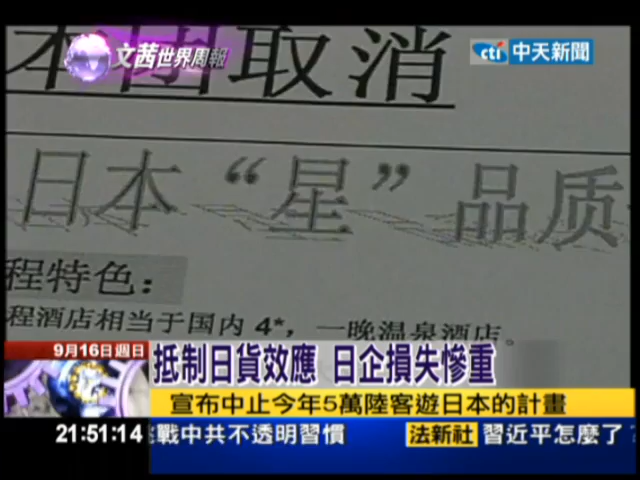 文茜世界周報
cti 中天新聞
本團取消
日本“星”品质
程特色：
程酒店相当于国内4*，一晚温泉酒店。
9月16日週日
抵制日貨效應 日企損失慘重
宣布中止今年5萬陸客遊日本的計畫
21:51:14
戰中共不透明習慣 法新社 習近平怎麼了?